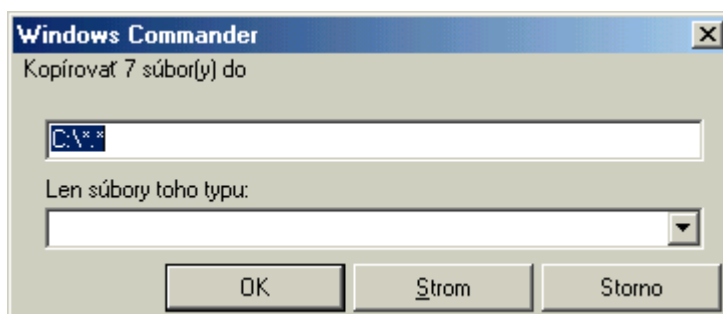 Windows Commander
Kopírovať 7 súbor(y) do
C:\*.*
Len súbory toho typu:
OK
Strom
Storno